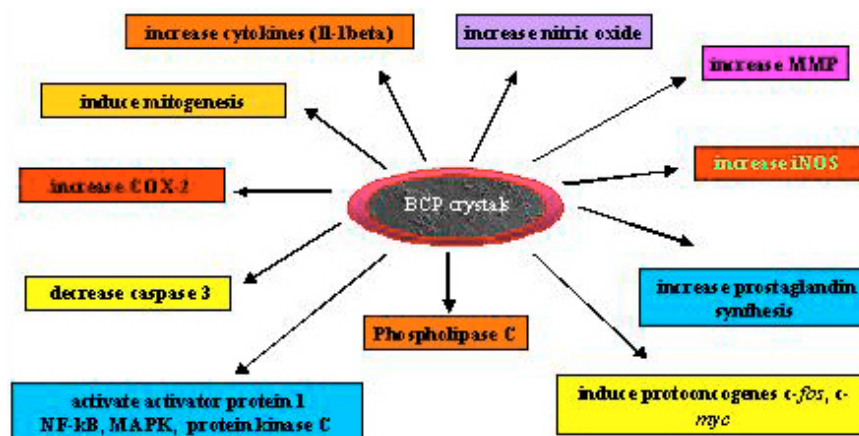 increase cytokines (Il-1beta)
increase nitric oxide
increase MMP
induce mitogenesis
increase COX-2
increase iNOS
BCP crystals
decrease caspase 3
increase prostaglandin
synthesis
Phospholipase C
activate activator protein 1
NF-kB, MAPK, protein kinase C
induce protooncogenes c-fos, c-
myc